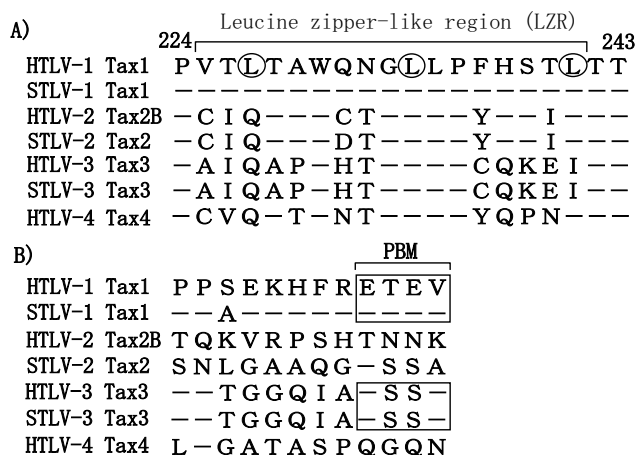 Leucine zipper-like region (LZR)
A)
224 243
HTLV-1 Tax1 P V T L T A W Q N G L L P F H S T L T T
STLV-1 Tax1 – – – – – – – – – – – – – – – – – – – –
HTLV-2 Tax2B – C I Q – – – C T – – – – Y – – I – – –
STLV-2 Tax2 – C I Q – – – D T – – – – Y – – I – – –
HTLV-3 Tax3 – A I Q A P – H T – – – – C Q K E I – –
STLV-3 Tax3 – A I Q A P – H T – – – – C Q K E I – –
HTLV-4 Tax4 – C V Q – T – N T – – – – Y Q P N – – –
B)
PBM
HTLV-1 Tax1 P P S E K H F R E T E V
STLV-1 Tax1 – – A – – – – – – – – –
HTLV-2 Tax2B T Q K V R P S H T N N K
STLV-2 Tax2 S N L G A A Q G – S S A
HTLV-3 Tax3 – – T G G Q I A – S S –
STLV-3 Tax3 – – T G G Q I A – S S –
HTLV-4 Tax4 L – G A T A S P Q G Q N